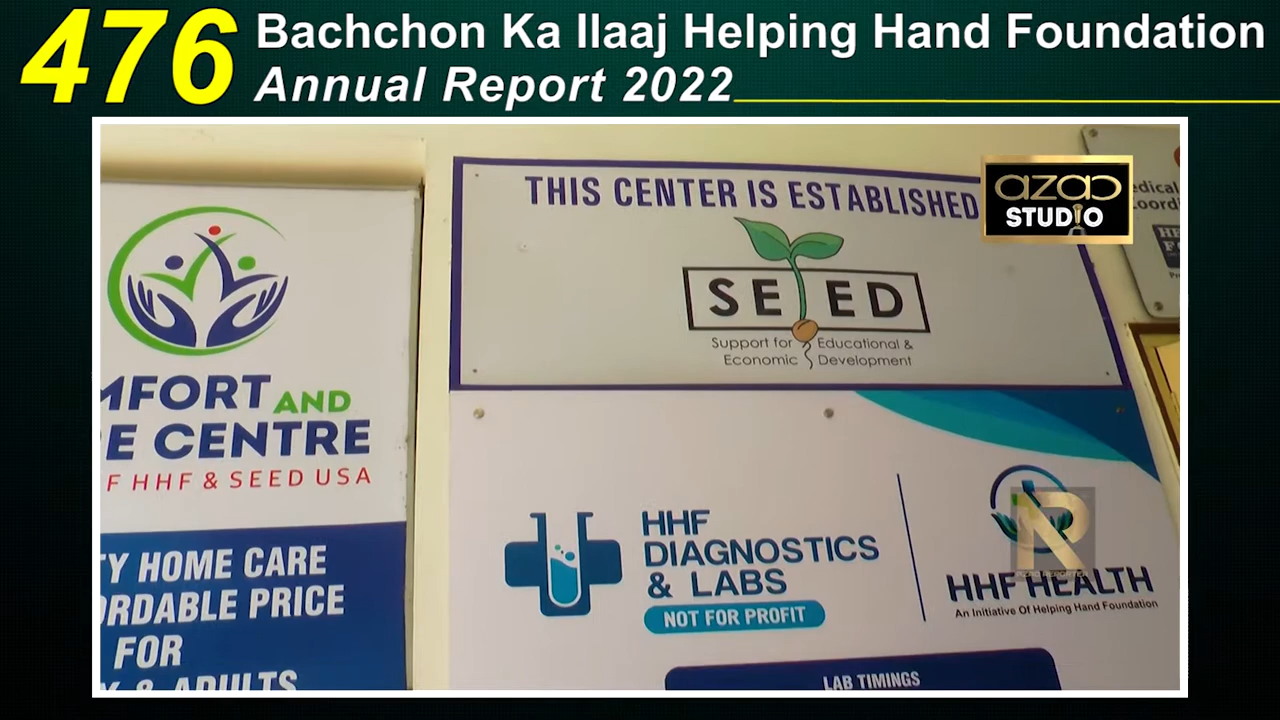 476
Bachchon Ka Ilaaj Helping Hand Foundation
Annual Report 2022
azad
STUDIO
MFORT AND
E CENTRE
F HHF & SEED USA
TY HOME CARE
ORDABLE PRICE
FOR
& ADULTS
THIS CENTER IS ESTABLISHED
SEED
Support for Educational &
Economic Development
HHF
DIAGNOSTICS
& LABS
NOT FOR PROFIT
HHF HEALTH
An Initiative Of Helping Hand Foundation
LAB TIMINGS